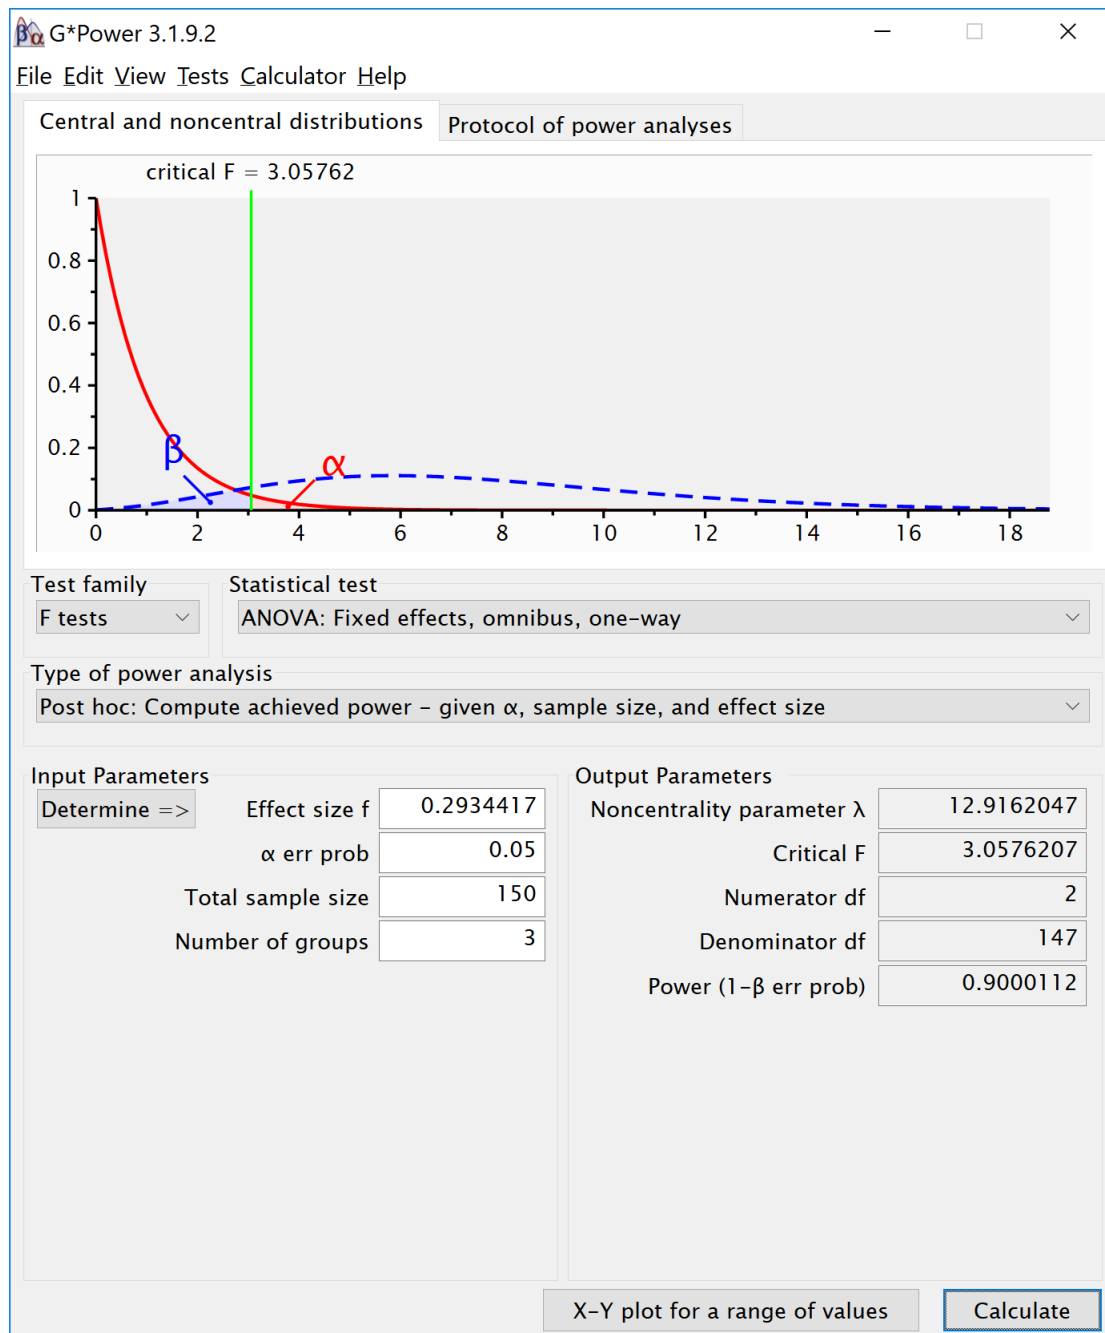 G*Power 3.1.9.2
File Edit View Tests Calculator Help
Central and noncentral distributions Protocol of power analyses
critical F = 3.05762
1
0.8
0.6
0.4
0.2
0
β
α
0 2 4 6 8 10 12 14 16 18
Test family Statistical test
F tests ANOVA: Fixed effects, omnibus, one-way
Type of power analysis
Post hoc: Compute achieved power – given α, sample size, and effect size
Input Parameters Output Parameters
Determine => Effect size f 0.2934417 Noncentrality parameter λ 12.9162047
α err prob 0.05 Critical F 3.0576207
Total sample size 150 Numerator df 2
Number of groups 3 Denominator df 147
Power (1-β err prob) 0.9000112
X-Y plot for a range of values Calculate